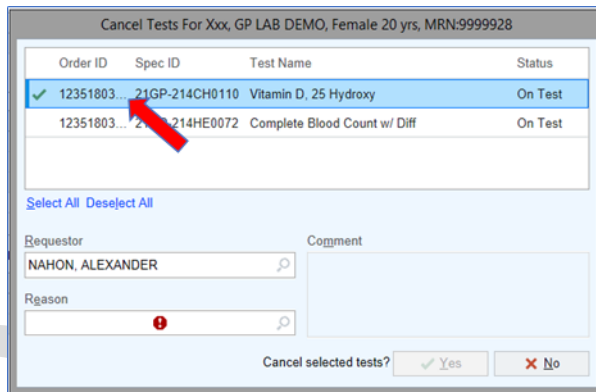 Cancel Tests For Xxx, GP LAB DEMO, Female 20 yrs, MRN:9999928
Order ID Spec ID Test Name Status
12351803... 21GP-214CH0110 Vitamin D, 25 Hydroxy On Test
12351803... -214HE0072 Complete Blood Count w/ Diff On Test
Select All Deselect All
Requestor Comment
NAHON, ALEXANDER
Reason
Cancel selected tests? Yes No